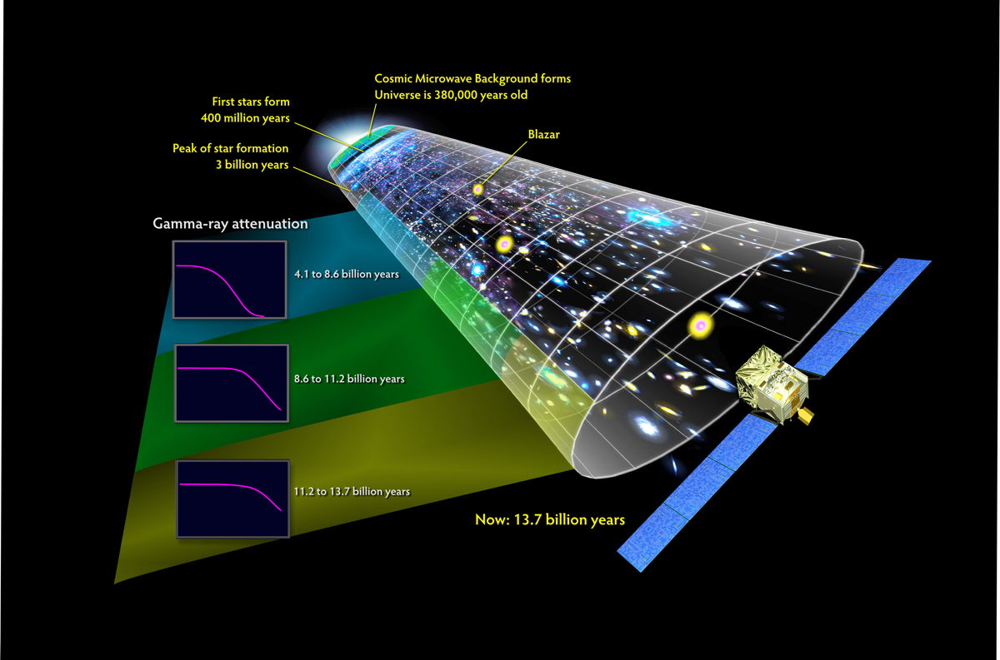 Cosmic Microwave Background forms
Universe is 380,000 years old
First stars form
400 million years
Blazar
Peak of star formation
3 billion years
Gamma-ray attenuation
4.1 to 8.6 billion years
8.6 to 11.2 billion years
11.2 to 13.7 billion years
Now: 13.7 billion years